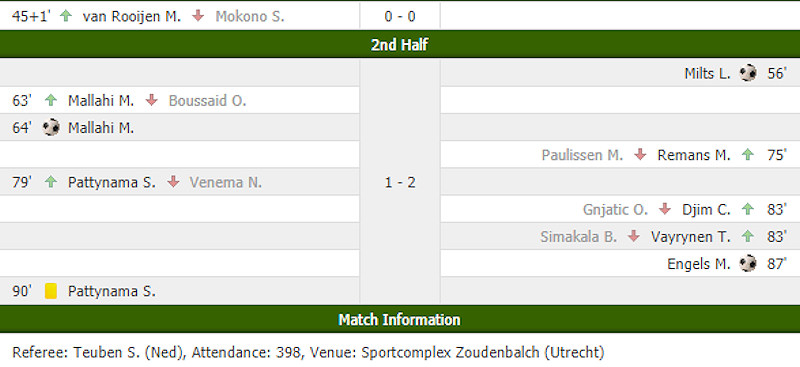 45+1' van Rooijen M. Mokono S. 0 - 0
2nd Half
Milts L. 56'
63' Mallahi M. Boussaid O.
64' Mallahi M.
Paulissen M. Remans M. 75'
79' Pattynama S. Venema N. 1 - 2
Gnjatic O. Djim C. 83'
Simakala B. Vayrynen T. 83'
Engels M. 87'
90' Pattynama S.
Match Information
Referee: Teuben S. (Ned), Attendance: 398, Venue: Sportcomplex Zoudenbalch (Utrecht)